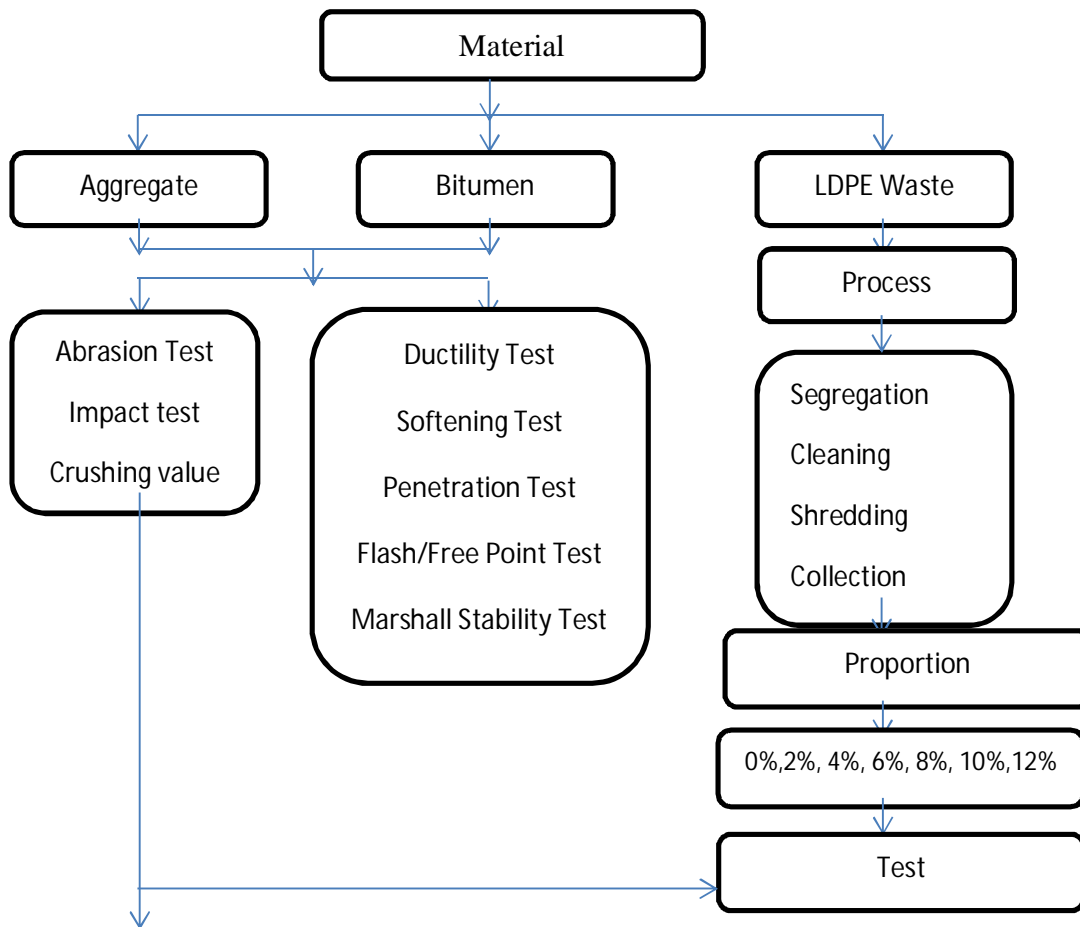 Material
Aggregate
Bitumen
LDPE Waste
Process
Abrasion Test
Impact test
Crushing value
Ductility Test
Softening Test
Penetration Test
Flash/Free Point Test
Marshall Stability Test
Segregation
Cleaning
Shredding
Collection
Proportion
0%,2%, 4%, 6%, 8%, 10%,12%
Test